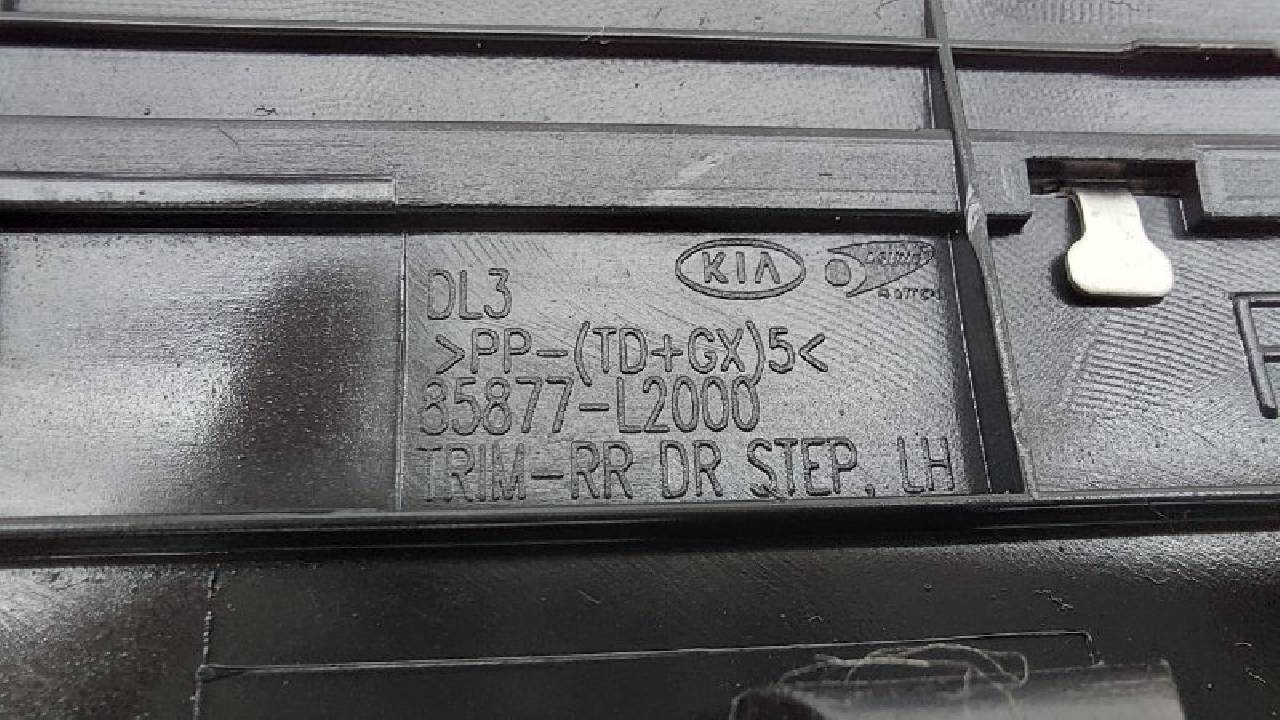 KIA
DL3
>PP-(TD+GX)5<
85877-L2000
TRIM-RR DR STEP, LH